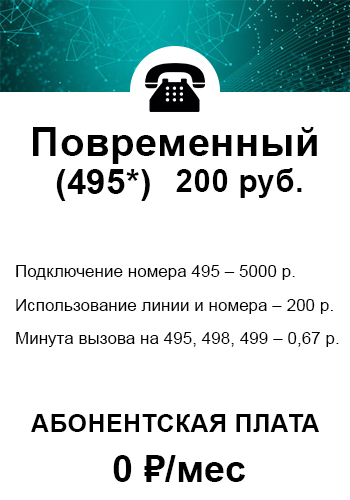 Повременный
(495*) 200 руб.
Подключение номера 495 – 5000 р.
Использование линии и номера – 200 р.
Минута вызова на 495, 498, 499 – 0,67 р.
АБОНЕНТСКАЯ ПЛАТА
0 ₽/мес